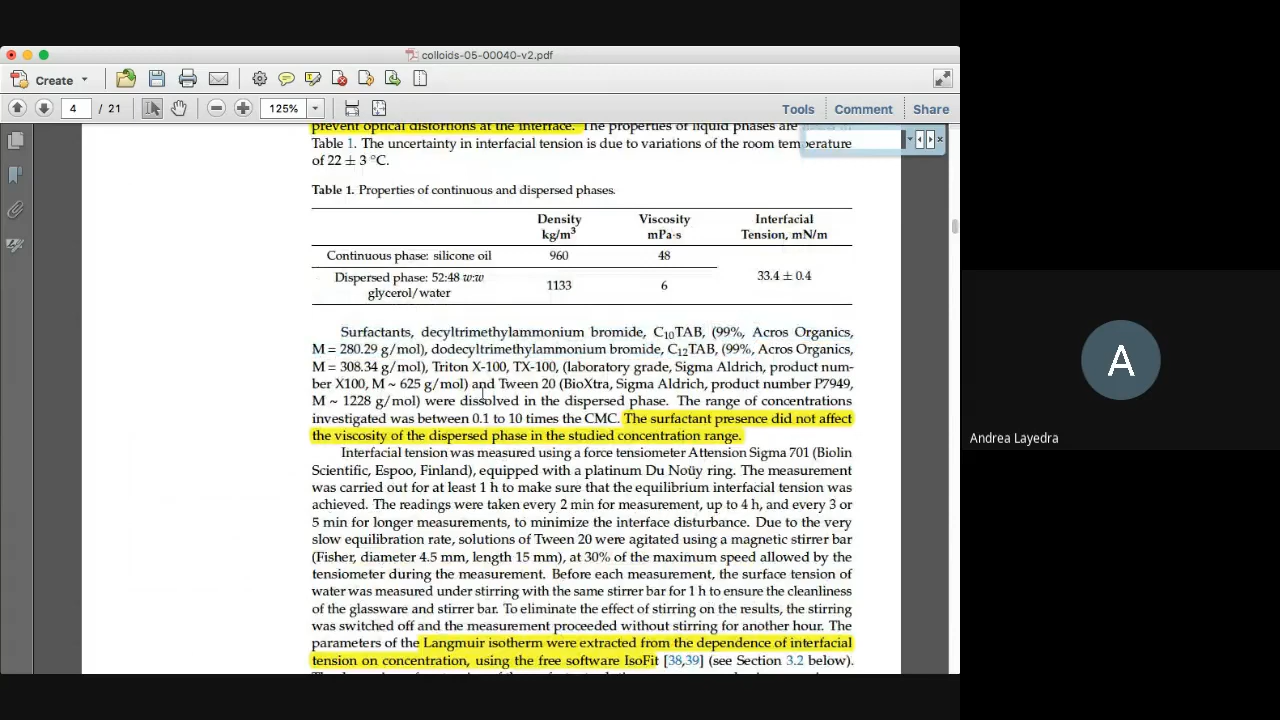 colloids-05-00040-v2.pdf
Create
4 / 21
125%
Tools
Comment
Share
prevent optical distortions at the interface. The properties of liquid phases are
Table 1. The uncertainty in interfacial tension is due to variations of the room temperature
of 22 ± 3 °C.
Table 1. Properties of continuous and dispersed phases.
Density
kg/m³
Viscosity
mPa·s
Interfacial
Tension, mN/m
Continuous phase: silicone oil
960
48
33.4 ± 0.4
Dispersed phase: 52:48 w:w
glycerol/water
1133
6
Surfactants, decyltrimethylammonium bromide, C₁₀TAB, (99%, Acros Organics,
M = 280.29 g/mol), dodecyltrimethylammonium bromide, C₁₂TAB, (99%, Acros Organics,
M = 308.34 g/mol), Triton X-100, TX-100, (laboratory grade, Sigma Aldrich, product num-
ber X100, M ~ 625 g/mol) and Tween 20 (BioXtra, Sigma Aldrich, product number P7949,
M ~ 1228 g/mol) were dissolved in the dispersed phase. The range of concentrations
investigated was between 0.1 to 10 times the CMC. The surfactant presence did not affect
the viscosity of the dispersed phase in the studied concentration range.
Interfacial tension was measured using a force tensiometer Attension Sigma 701 (Biolin
Scientific, Espoo, Finland), equipped with a platinum Du Noüy ring. The measurement
was carried out for at least 1 h to make sure that the equilibrium interfacial tension was
achieved. The readings were taken every 2 min for measurement, up to 4 h, and every 3 or
5 min for longer measurements, to minimize the interface disturbance. Due to the very
slow equilibration rate, solutions of Tween 20 were agitated using a magnetic stirrer bar
(Fisher, diameter 4.5 mm, length 15 mm), at 30% of the maximum speed allowed by the
tensiometer during the measurement. Before each measurement, the surface tension of
water was measured under stirring with the same stirrer bar for 1 h to ensure the cleanliness
of the glassware and stirrer bar. To eliminate the effect of stirring on the results, the stirring
was switched off and the measurement proceeded without stirring for another hour. The
parameters of the Langmuir isotherm were extracted from the dependence of interfacial
tension on concentration, using the free software IsoFit [38,39] (see Section 3.2 below).
A
Andrea Layedra